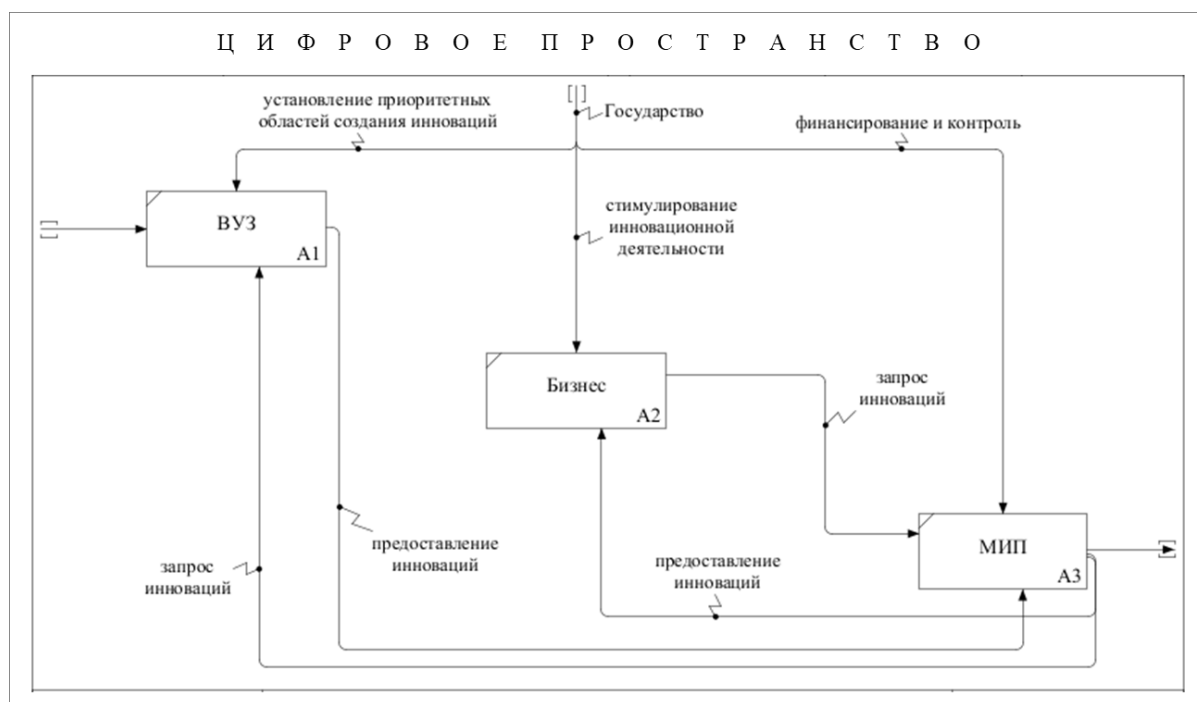 Ц И Ф Р О В О Е П Р О С Т Р А Н С Т В О
установление приоритетных
областей создания инноваций
Государство
финансирование и контроль
ВУЗ
A1
стимулирование
инновационной
деятельности
Бизнес
A2
запрос
инноваций
МИП
A3
предоставление
инноваций
предоставление
инноваций
запрос
инноваций